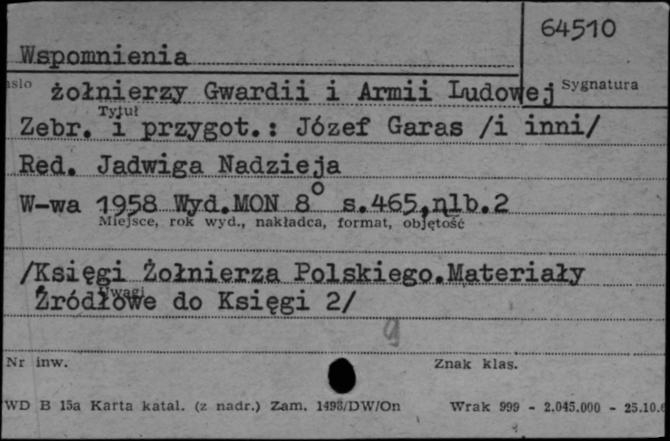 64510
Wspomnienia
asło żołnierzy Gwardii i Armii Ludowej Sygnatura
Tytuł
Zebr. i przygot.: Józef Garas /i inni/
Red. Jadwiga Nadzieja
W-wa 1958 Wyd.MON 8° s.465,nlb.2
Miejsce, rok wyd., nakładca, format, objętość
/Księgi Żołnierza Polskiego.Materiały
Uwagi
Źródłowe do Księgi 2/
g
Nr inw. Znak klas.
WD B 15a Karta katal. (z nadr.) Zam. 1498/DW/On Wrak 999 - 2.045.000 - 25.10.6